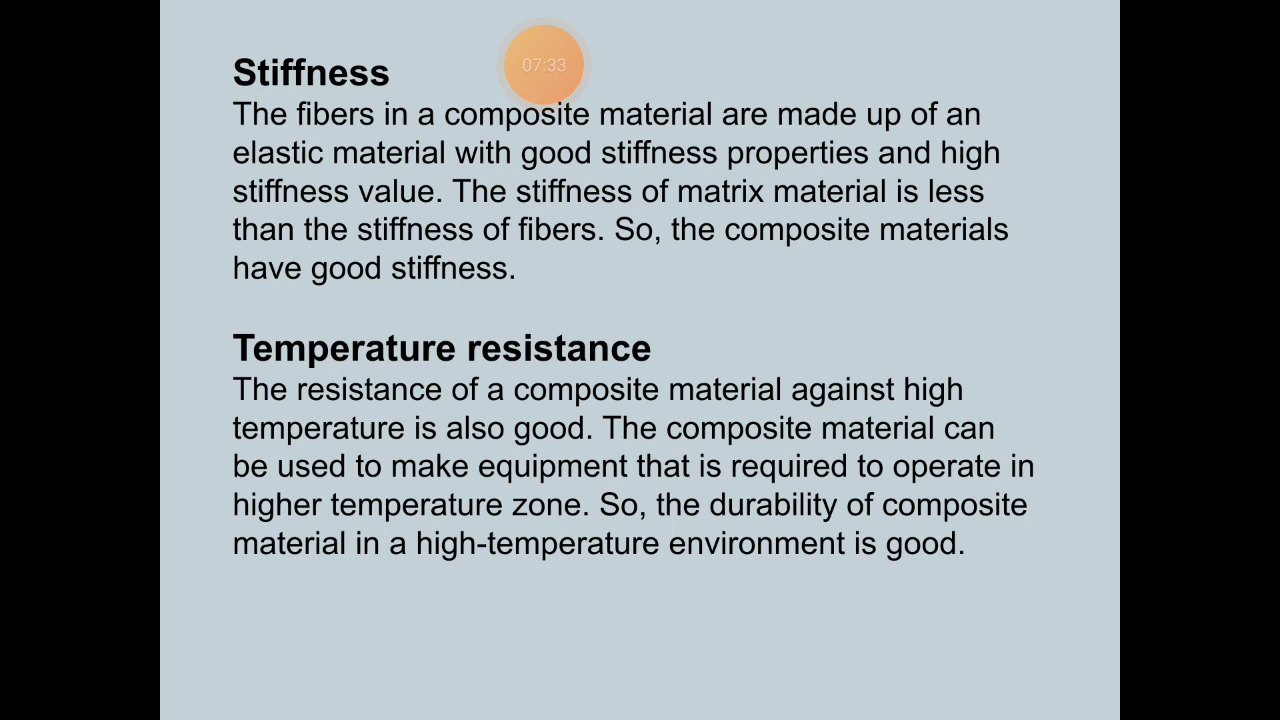 Stiffness
07:33
The fibers in a composite material are made up of an
elastic material with good stiffness properties and high
stiffness value. The stiffness of matrix material is less
than the stiffness of fibers. So, the composite materials
have good stiffness.
Temperature resistance
The resistance of a composite material against high
temperature is also good. The composite material can
be used to make equipment that is required to operate in
higher temperature zone. So, the durability of composite
material in a high-temperature environment is good.